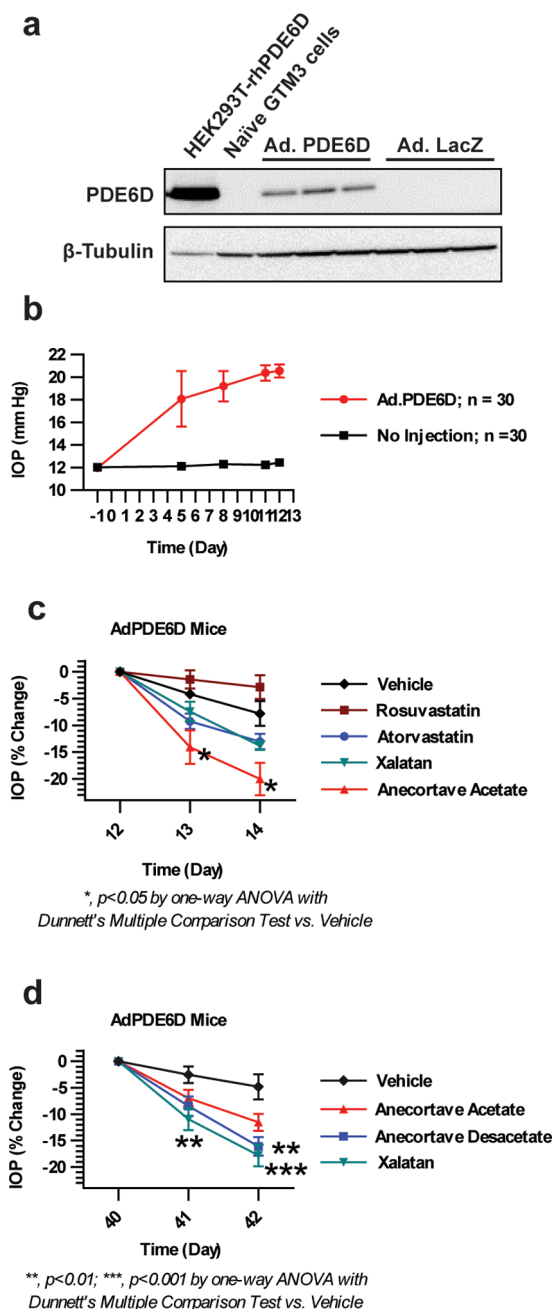 a
HEK293T-rhPDE6D
Naïve GTM3 cells
Ad. PDE6D
Ad. LacZ
PDE6D
β-Tubulin
b
IOP (mm Hg)
22
20
18
16
14
12
10
-10 1 2 3 4 5 6 7 8 9 10 11 12 13
Time (Day)
Ad.PDE6D; n = 30
No Injection; n =30
c
AdPDE6D Mice
IOP (% Change)
0
-5
-10
-15
-20
*
*
12 13 14
Time (Day)
Vehicle
Rosuvastatin
Atorvastatin
Xalatan
Anecortave Acetate
*, p<0.05 by one-way ANOVA with
Dunnett's Multiple Comparison Test vs. Vehicle
d
AdPDE6D Mice
IOP (% Change)
0
-5
-10
-15
-20
**
**
***
40 41 42
Time (Day)
Vehicle
Anecortave Acetate
Anecortave Desacetate
Xalatan
**, p<0.01; ***, p<0.001 by one-way ANOVA with
Dunnett's Multiple Comparison Test vs. Vehicle